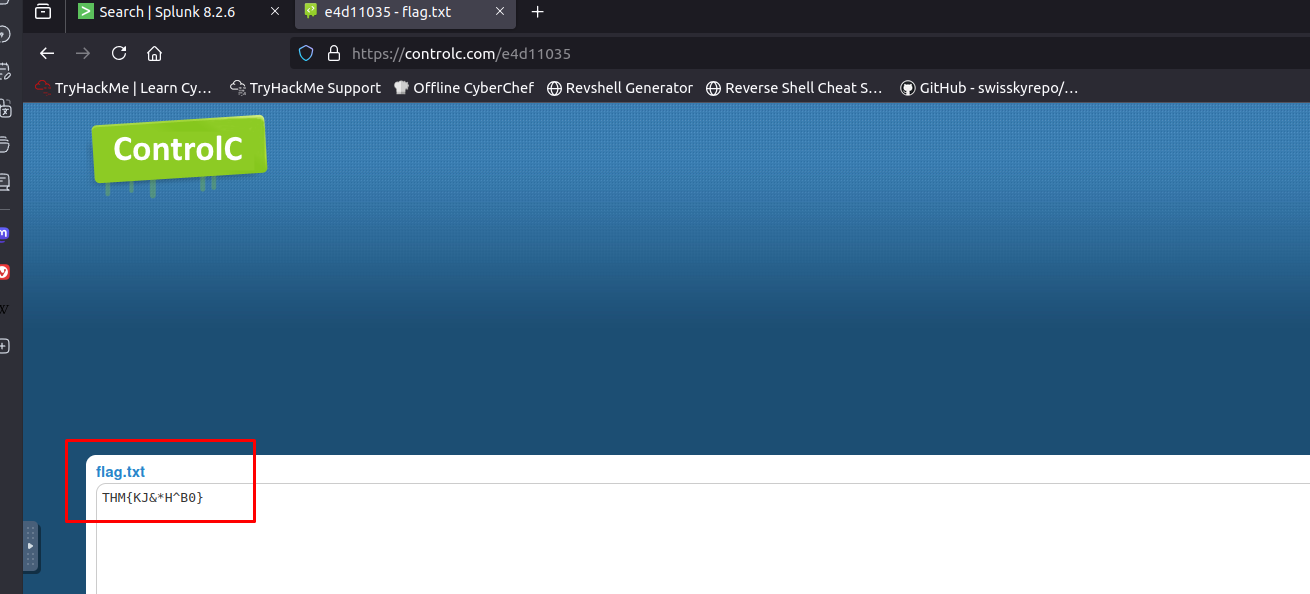 Search | Splunk 8.2.6
e4d11035 - flag.txt
https://controlc.com/e4d11035
TryHackMe | Learn Cy… TryHackMe Support Offline CyberChef Revshell Generator Reverse Shell Cheat S… GitHub - swisskyrepo/…
ControlC
flag.txt
THM{KJ&*H^B0}